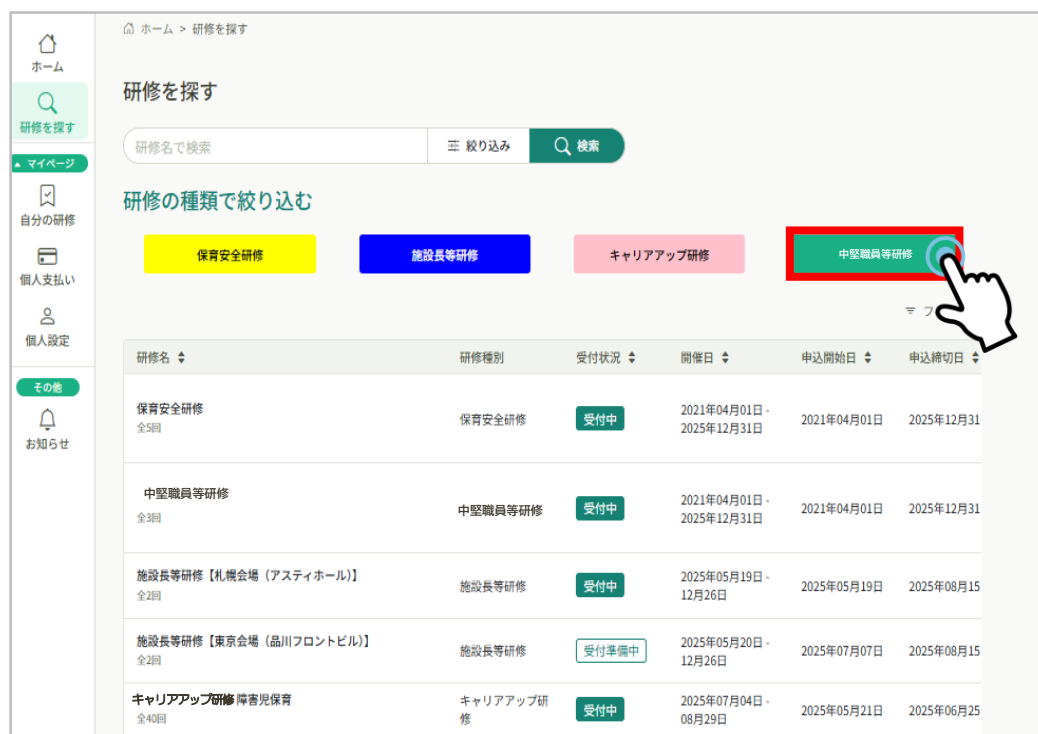 ホーム > 研修を探す
ホーム
研修を探す
マイページ
自分の研修
個人支払い
個人設定
その他
お知らせ
研修を探す
研修名で検索
絞り込み
検索
研修の種類で絞り込む
保育安全研修
施設長等研修
キャリアアップ研修
中堅職員等研修
フ
研修名
研修種別
受付状況
開催日
申込開始日
申込締切日
保育安全研修
全5回
保育安全研修
受付中
2021年04月01日 -
2025年12月31日
2021年04月01日
2025年12月31
中堅職員等研修
全3回
中堅職員等研修
受付中
2021年04月01日 -
2025年12月31日
2021年04月01日
2025年12月31
施設長等研修【札幌会場（アスティホール）】
全2回
施設長等研修
受付中
2025年05月19日 -
12月26日
2025年05月19日
2025年08月15
施設長等研修【東京会場（品川フロントビル）】
全2回
施設長等研修
受付準備中
2025年05月20日 -
12月26日
2025年07月07日
2025年08月15
キャリアアップ研修 障害児保育
全40回
キャリアアップ研
修
受付中
2025年07月04日 -
08月29日
2025年05月21日
2025年06月25